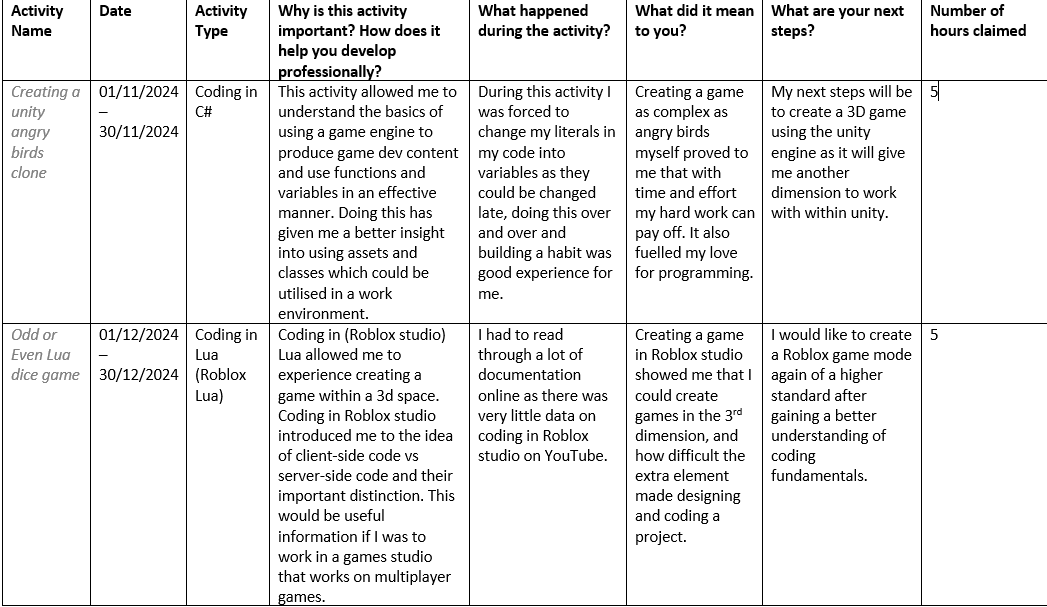 Activity
Name
Date
Activity
Type
Why is this activity
important? How does it
help you develop
professionally?
What happened
during the activity?
What did it mean
to you?
What are your next
steps?
Number of
hours claimed
Creating a
unity
angry
birds
clone
01/11/2024
–
30/11/2024
Coding in
C#
This activity allowed me to
understand the basics of
using a game engine to
produce game dev content
and use functions and
variables in an effective
manner. Doing this has
given me a better insight
into using assets and
classes which could be
utilised in a work
environment.
During this activity I
was forced to
change my literals in
my code into
variables as they
could be changed
late, doing this over
and over and
building a habit was
good experience for
me.
Creating a game
as complex as
angry birds
myself proved to
me that with
time and effort
my hard work can
pay off. It also
fuelled my love
for programming.
My next steps will be
to create a 3D game
using the unity
engine as it will give
me another
dimension to work
with within unity.
5
Odd or
Even Lua
dice game
01/12/2024
–
30/12/2024
Coding in
Lua
(Roblox
Lua)
Coding in (Roblox studio)
Lua allowed me to
experience creating a
game within a 3d space.
Coding in Roblox studio
introduced me to the idea
of client-side code vs
server-side code and their
important distinction. This
would be useful
information if I was to
work in a games studio
that works on multiplayer
games.
I had to read
through a lot of
documentation
online as there was
very little data on
coding in Roblox
studio on YouTube.
Creating a game
in Roblox studio
showed me that I
could create
games in the 3rd
dimension, and
how difficult the
extra element
made designing
and coding a
project.
I would like to create
a Roblox game mode
again of a higher
standard after
gaining a better
understanding of
coding
fundamentals.
5